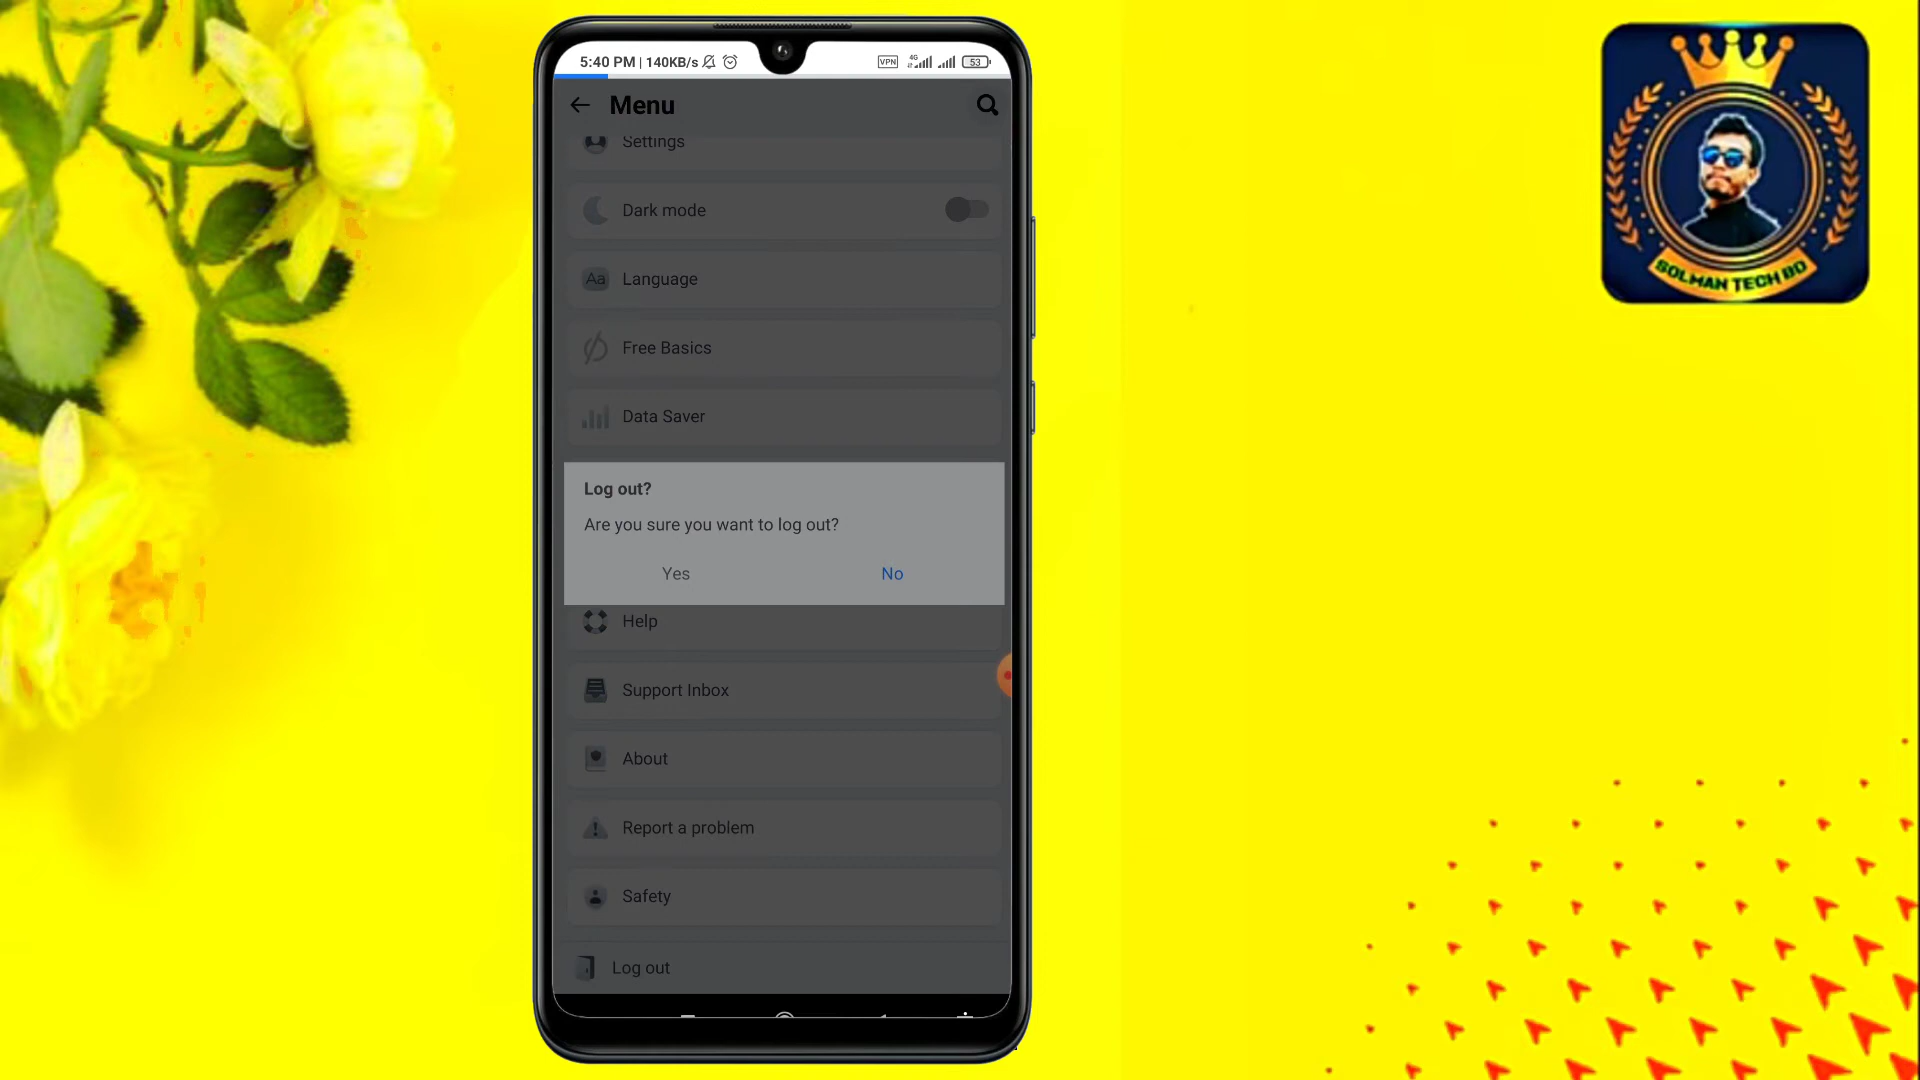 5:40 PM | 140KB/s
VPN 4G 53
Menu
Settings
Dark mode
Aa Language
Free Basics
Data Saver
Log out?
Are you sure you want to log out?
Yes No
Help
Support Inbox
About
Report a problem
Safety
Log out
SOLMAN TECH BD